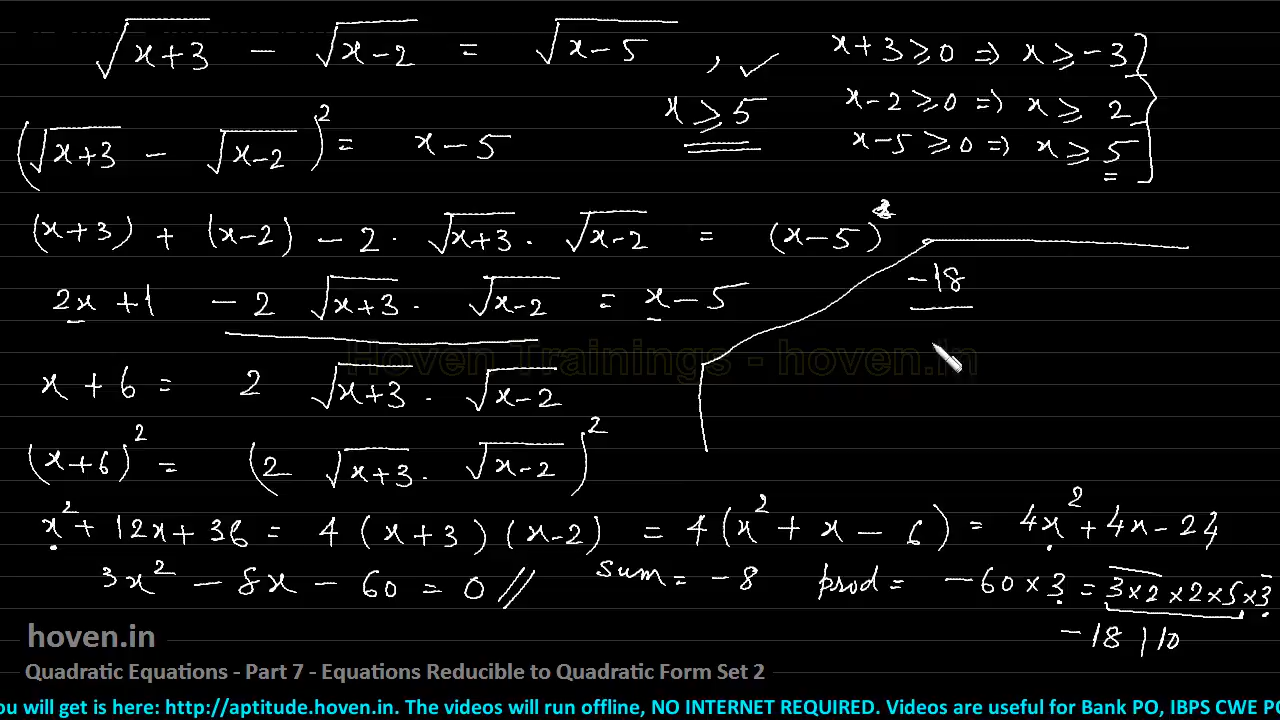 √(x+3) − √(x−2) = √(x−5) , ✓
x+3 ⩾ 0 ⇒ x ⩾ −3
x−2 ⩾ 0 ⇒ x ⩾ 2
x−5 ⩾ 0 ⇒ x ⩾ 5
x ⩾ 5
(√(x+3) − √(x−2))² = x−5
(x+3) + (x−2) − 2· √(x+3) · √(x−2) = (x−5)
2x +1 − 2 √(x+3) · √(x−2) = x−5
−18
Hoven Trainings - hoven.in
x + 6 = 2 √(x+3) · √(x−2)
(x+6)² = (2 √(x+3) · √(x−2))²
x² + 12x + 36 = 4 (x+3) (x−2) = 4(x² + x − 6) = 4x² + 4x − 24
3x² − 8x − 60 = 0 // sum = −8 prod = −60 × 3 = 3×2×2×5×3
−18 | 10
hoven.in
Quadratic Equations - Part 7 - Equations Reducible to Quadratic Form Set 2
ou will get is here: http://aptitude.hoven.in. The videos will run offline, NO INTERNET REQUIRED. Videos are useful for Bank PO, IBPS CWE PO